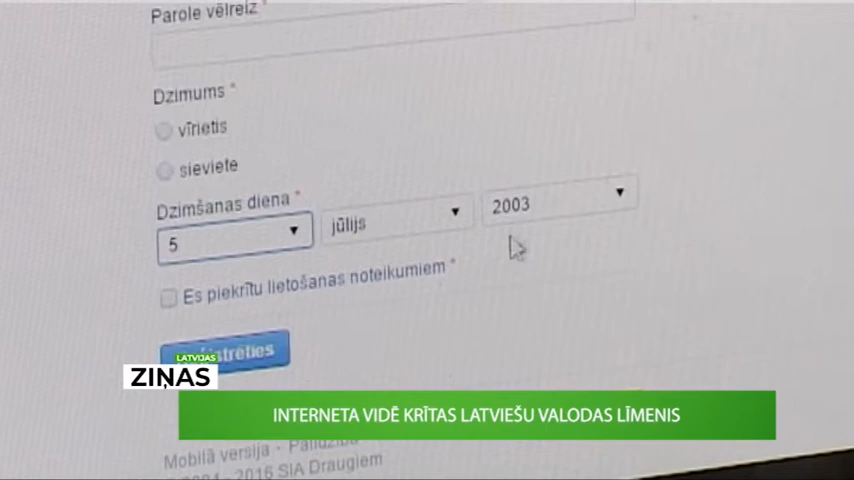 Parole vēlreiz *
Dzimums *
vīrietis
sieviete
Dzimšanas diena *
5 jūlijs 2003
Es piekrītu lietošanas noteikumiem *
LATVIJAS
ZIŅAS
INTERNETA VIDĒ KRĪTAS LATVIEŠU VALODAS LĪMENIS
Mobilā versija ·
2016 SIA Draugiem